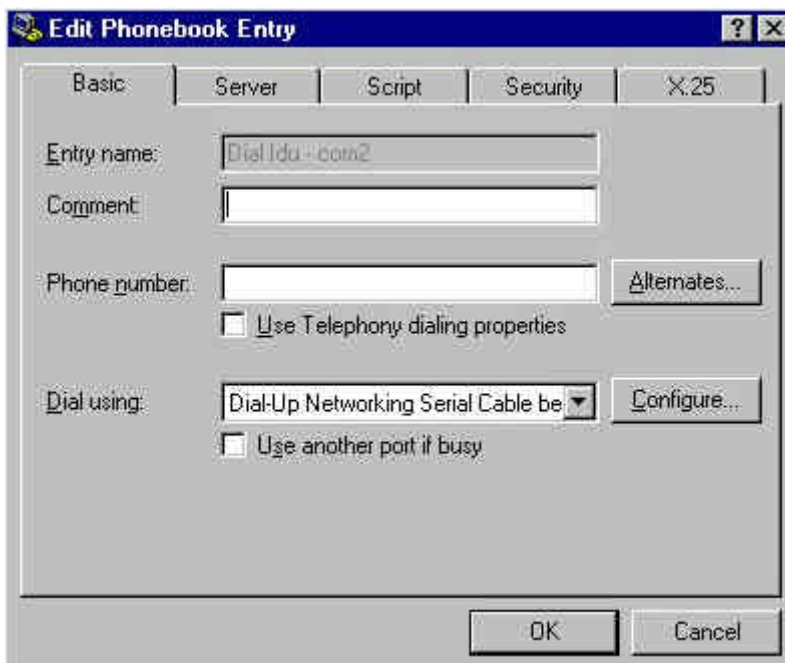 Edit Phonebook Entry
Basic Server Script Security X.25
Entry name: Dial Idu - com2
Comment:
Phone number: Alternates...
Use Telephony dialing properties
Dial using: Dial-Up Networking Serial Cable be Configure...
Use another port if busy
OK Cancel